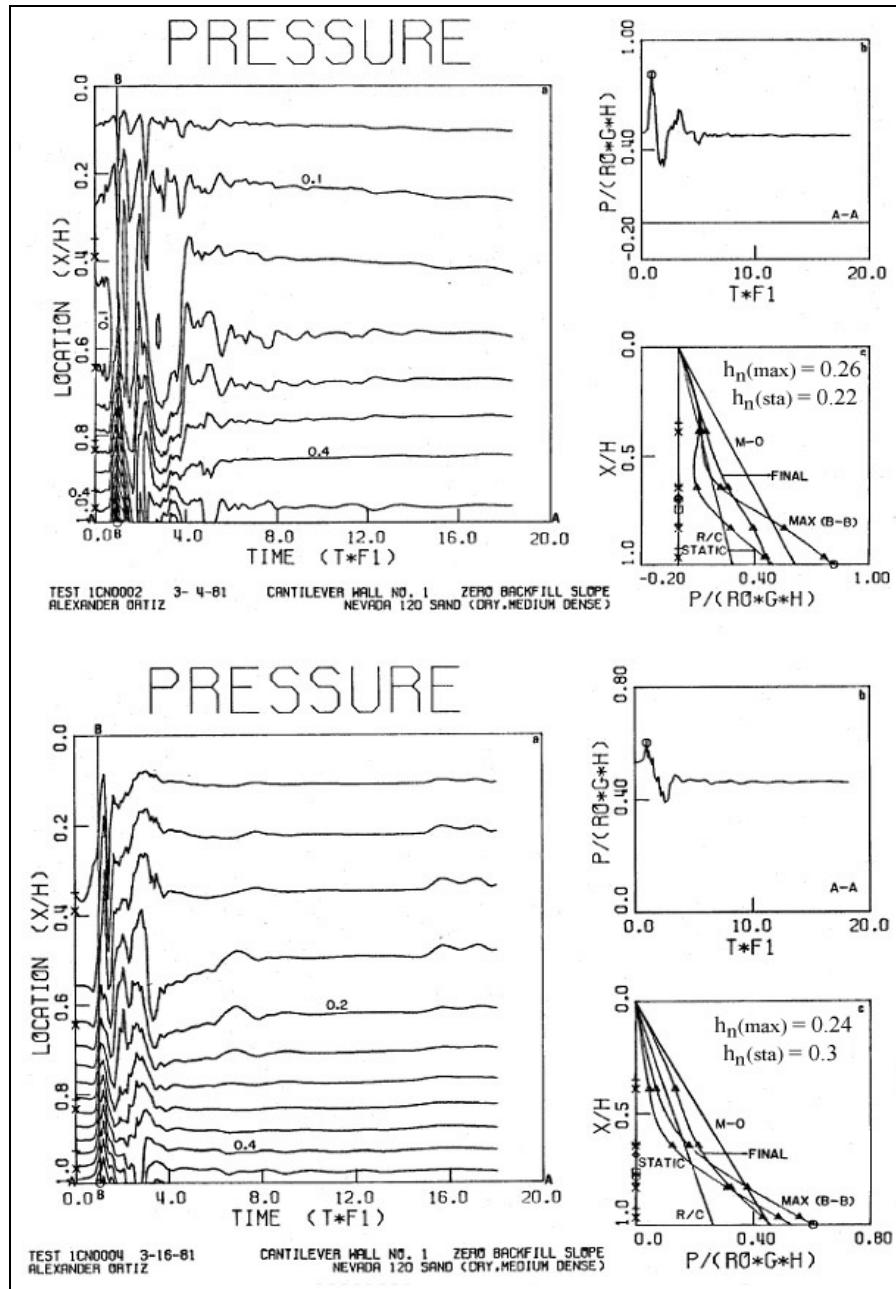 PRESSURE
a
B
0.0
0.2
0.4
0.6
0.8
1.0
LOCATION (X/H)
0.1
0.1
0.4
0.4
A
B
0.0
4.0
8.0
12.0
16.0
20.0
TIME (T*F1)
b
1.00
0.40
-0.20
P/(RO*G*H)
A-A
0.0
10.0
20.0
T*F1
c
0.0
0.5
1.0
X/H
hn(max) = 0.26
hn(sta) = 0.22
M-O
FINAL
MAX (B-B)
R/C
STATIC
-0.20
0.40
1.00
P/(RO*G*H)
TEST 1CN0002 3- 4-81 CANTILEVER WALL NO. 1 ZERO BACKFILL SLOPE
ALEXANDER ORTIZ NEVADA 120 SAND (DRY,MEDIUM DENSE)
PRESSURE
a
B
0.0
0.2
0.4
0.6
0.8
1.0
LOCATION (X/H)
0.2
0.4
A
A
B
0.0
4.0
8.0
12.0
16.0
20.0
TIME (T*F1)
b
0.80
0.40
0.0
P/(RO*G*H)
A-A
0.0
10.0
20.0
T*F1
c
0.0
0.5
1.0
X/H
hn(max) = 0.24
hn(sta) = 0.3
M-O
FINAL
STATIC
MAX (B-B)
R/C
0.0
0.40
0.80
P/(RO*G*H)
TEST 1CN0004 3-16-81 CANTILEVER WALL NO. 1 ZERO BACKFILL SLOPE
ALEXANDER ORTIZ NEVADA 120 SAND (DRY,MEDIUM DENSE)